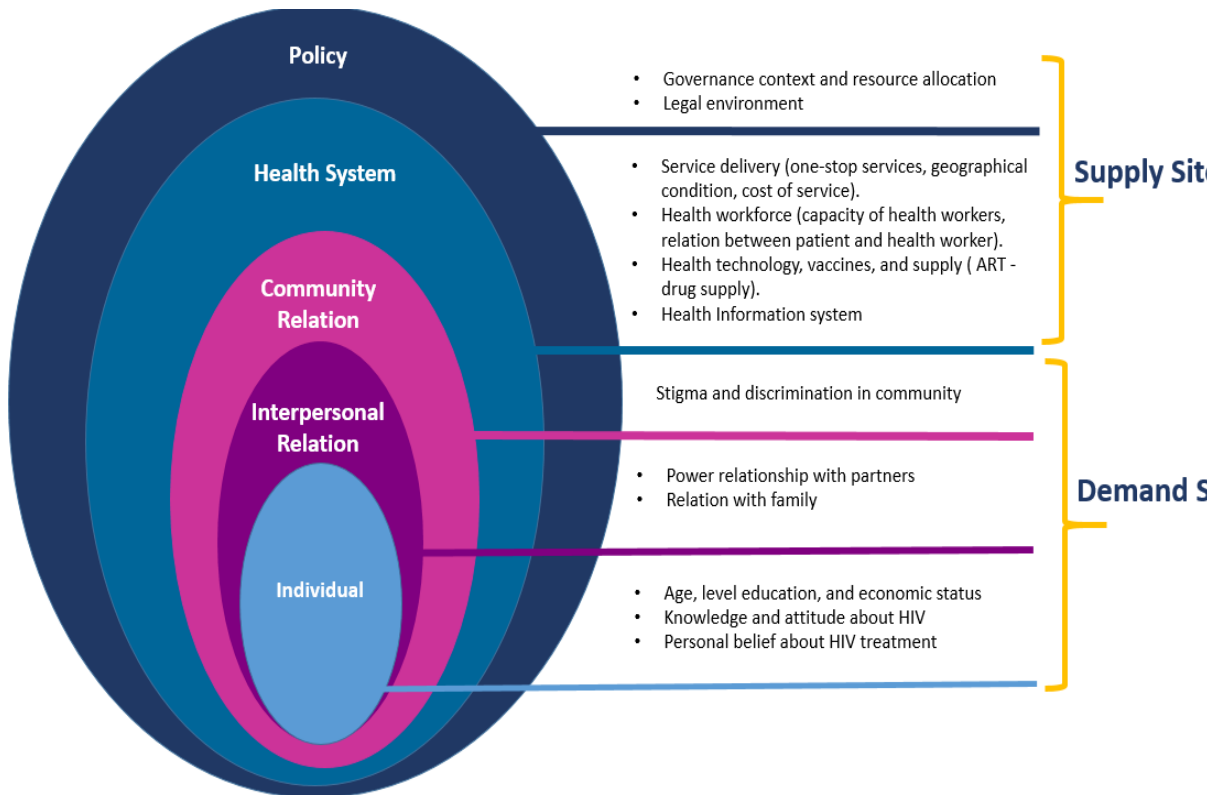 Policy
Health System
Community
Relation
Interpersonal
Relation
Individual
• Governance context and resource allocation
• Legal environment
• Service delivery (one-stop services, geographical
condition, cost of service).
• Health workforce (capacity of health workers,
relation between patient and health worker).
• Health technology, vaccines, and supply ( ART -
drug supply).
• Health Information system
Supply Site
Stigma and discrimination in community
• Power relationship with partners
• Relation with family
Demand S
• Age, level education, and economic status
• Knowledge and attitude about HIV
• Personal belief about HIV treatment